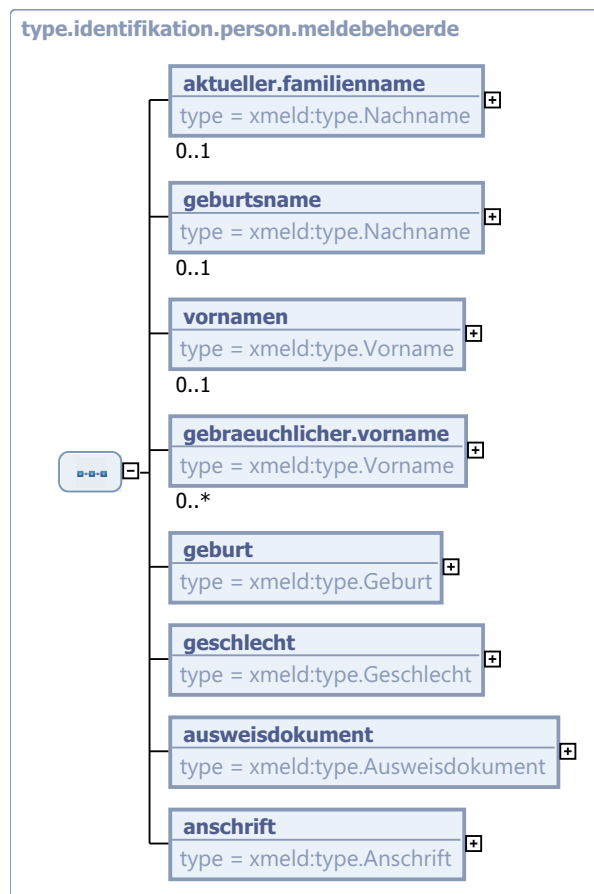 type.identifikation.person.meldebehoerde
aktueller.familienname
type = xmeld:type.Nachname
0..1
geburtsname
type = xmeld:type.Nachname
0..1
vornamen
type = xmeld:type.Vorname
0..1
gebraeuchlicher.vorname
type = xmeld:type.Vorname
0..*
geburt
type = xmeld:type.Geburt
geschlecht
type = xmeld:type.Geschlecht
ausweisdokument
type = xmeld:type.Ausweisdokument
anschrift
type = xmeld:type.Anschrift